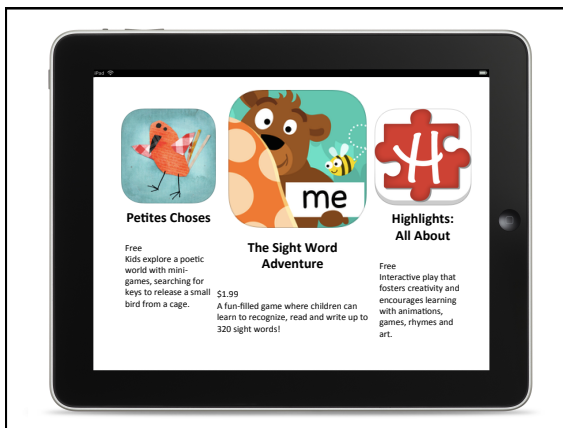 iPad
me
H
Petites Choses
Free
Kids explore a poetic
world with mini-
games, searching for
keys to release a small
bird from a cage.
The Sight Word
Adventure
$1.99
A fun-filled game where children can
learn to recognize, read and write up to
320 sight words!
Highlights:
All About
Free
Interactive play that
fosters creativity and
encourages learning
with animations,
games, rhymes and
art.